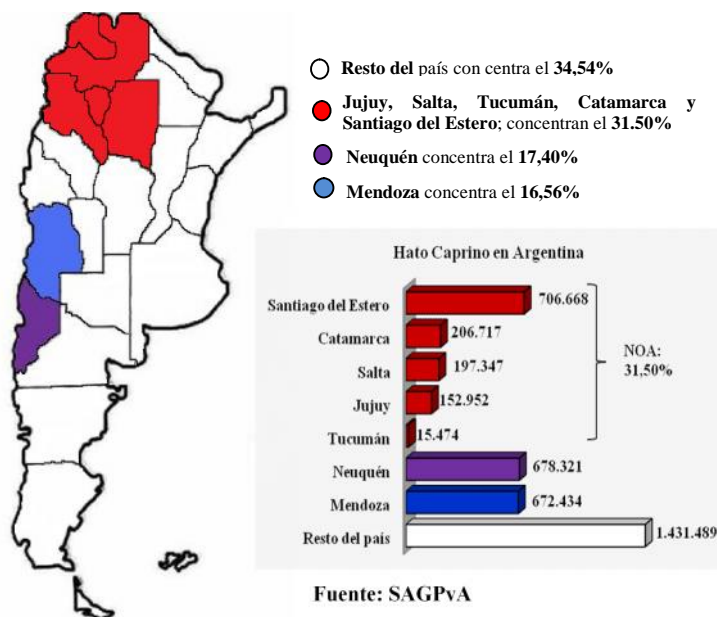 Resto del país con centra el 34,54%
Jujuy, Salta, Tucumán, Catamarca y
Santiago del Estero; concentran el 31.50%
Neuquén concentra el 17,40%
Mendoza concentra el 16,56%
Hato Caprino en Argentina
Santiago del Estero 706.668
Catamarca 206.717
Salta 197.347
Jujuy 152.952
Tucumán 15.474
NOA:
31,50%
Neuquén 678.321
Mendoza 672.434
Resto del país 1.431.489
Fuente: SAGPvA